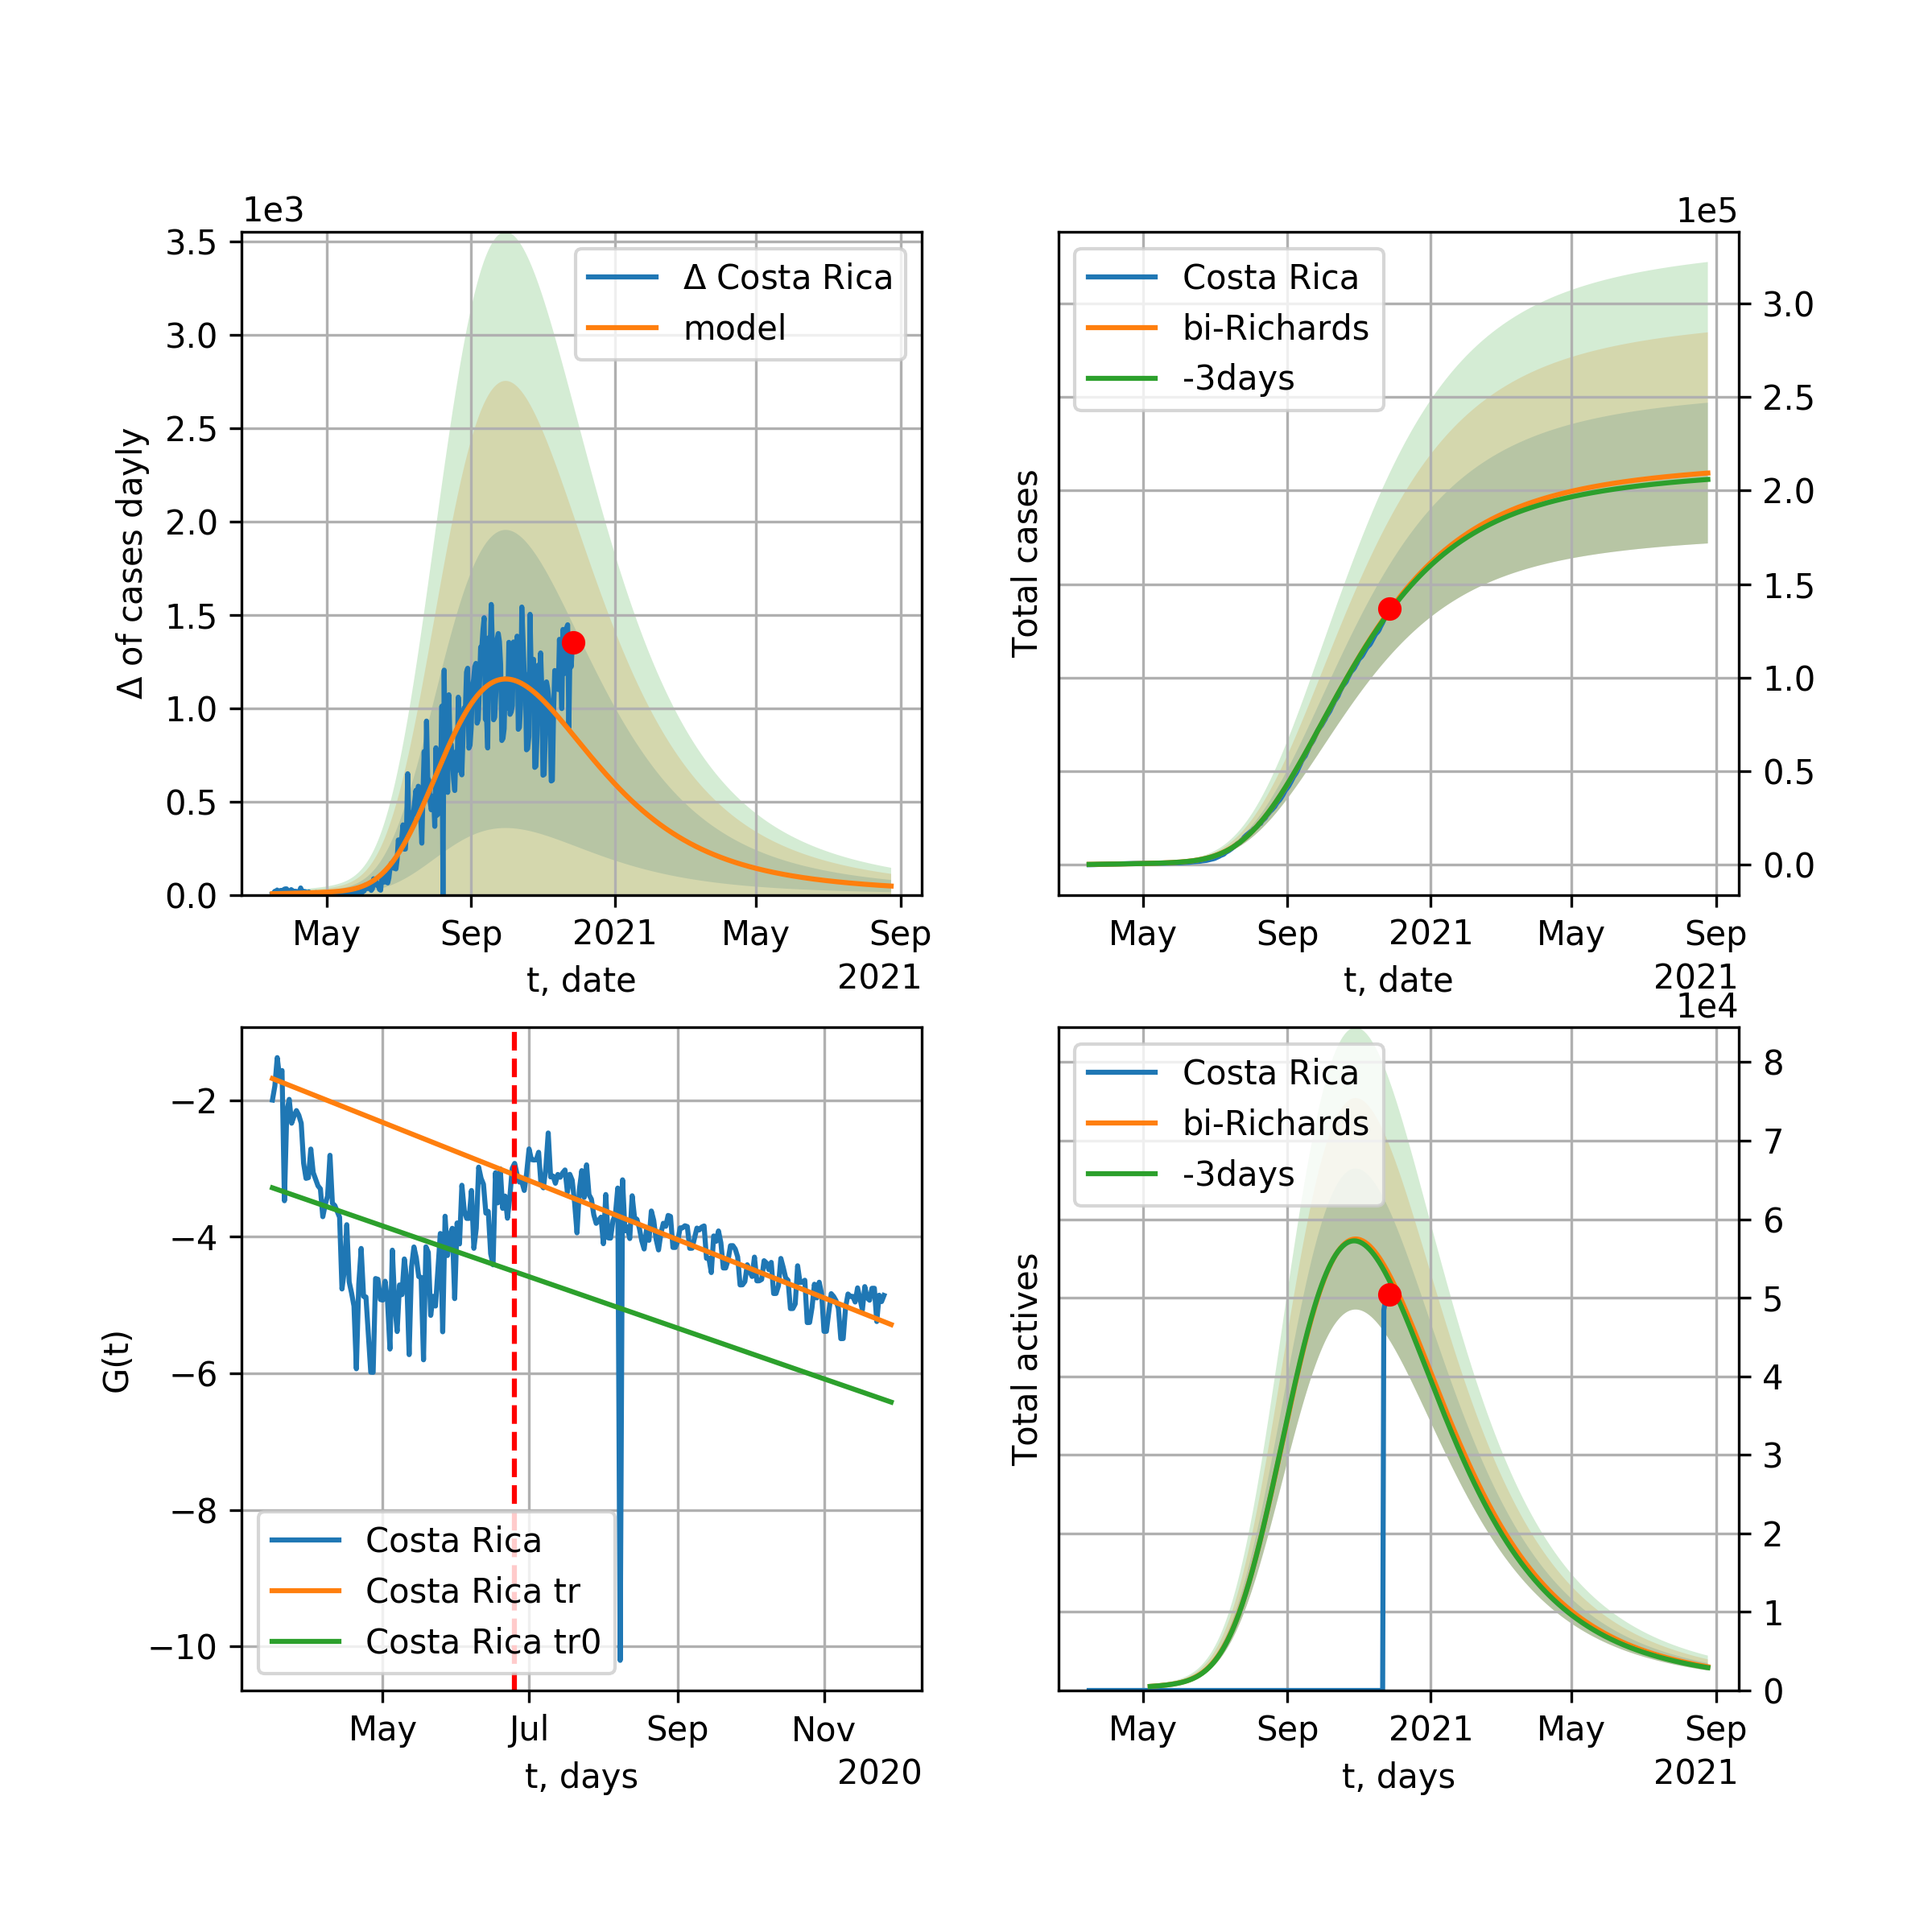 1e3
3.5
3.0
2.5
2.0
1.5
1.0
0.5
0.0
Δ of cases dayly
Δ Costa Rica
model
May Sep 2021 May Sep
t, date
2021
1e5
Costa Rica
bi-Richards
-3days
3.0
2.5
2.0
1.5
1.0
0.5
0.0
Total cases
May Sep 2021 May Sep
t, date
2021
−2
−4
−6
−8
−10
G(t)
Costa Rica
Costa Rica tr
Costa Rica tr0
May Jul Sep Nov
t, days
2020
1e4
Costa Rica
bi-Richards
-3days
8
7
6
5
4
3
2
1
0
Total actives
May Sep 2021 May Sep
t, days
2021